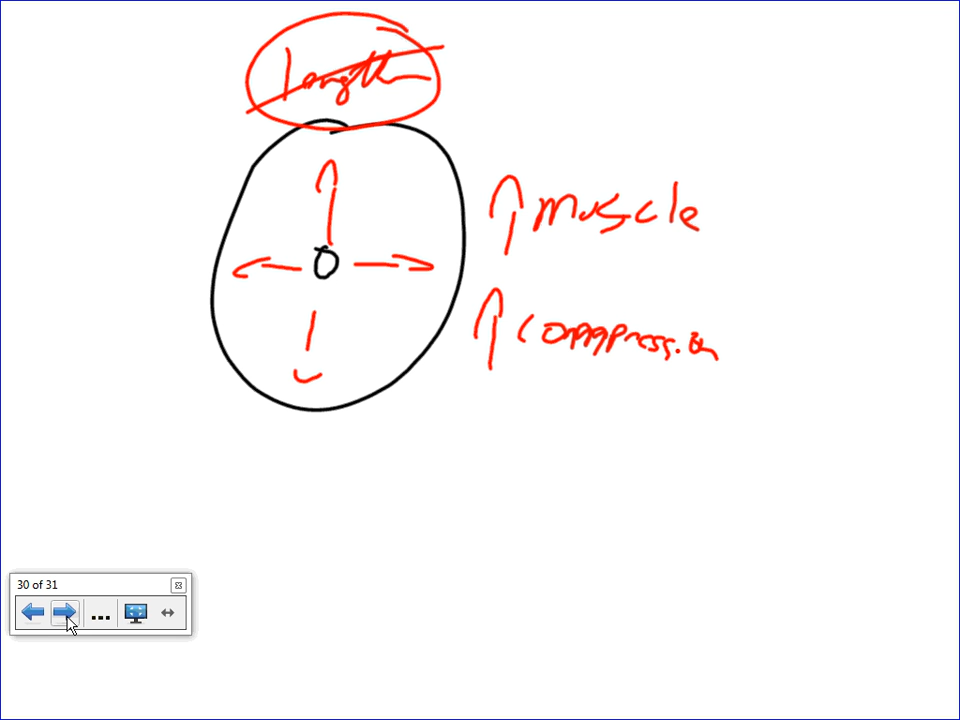 Length
↑ muscle
O
↑ compression
30 of 31
...